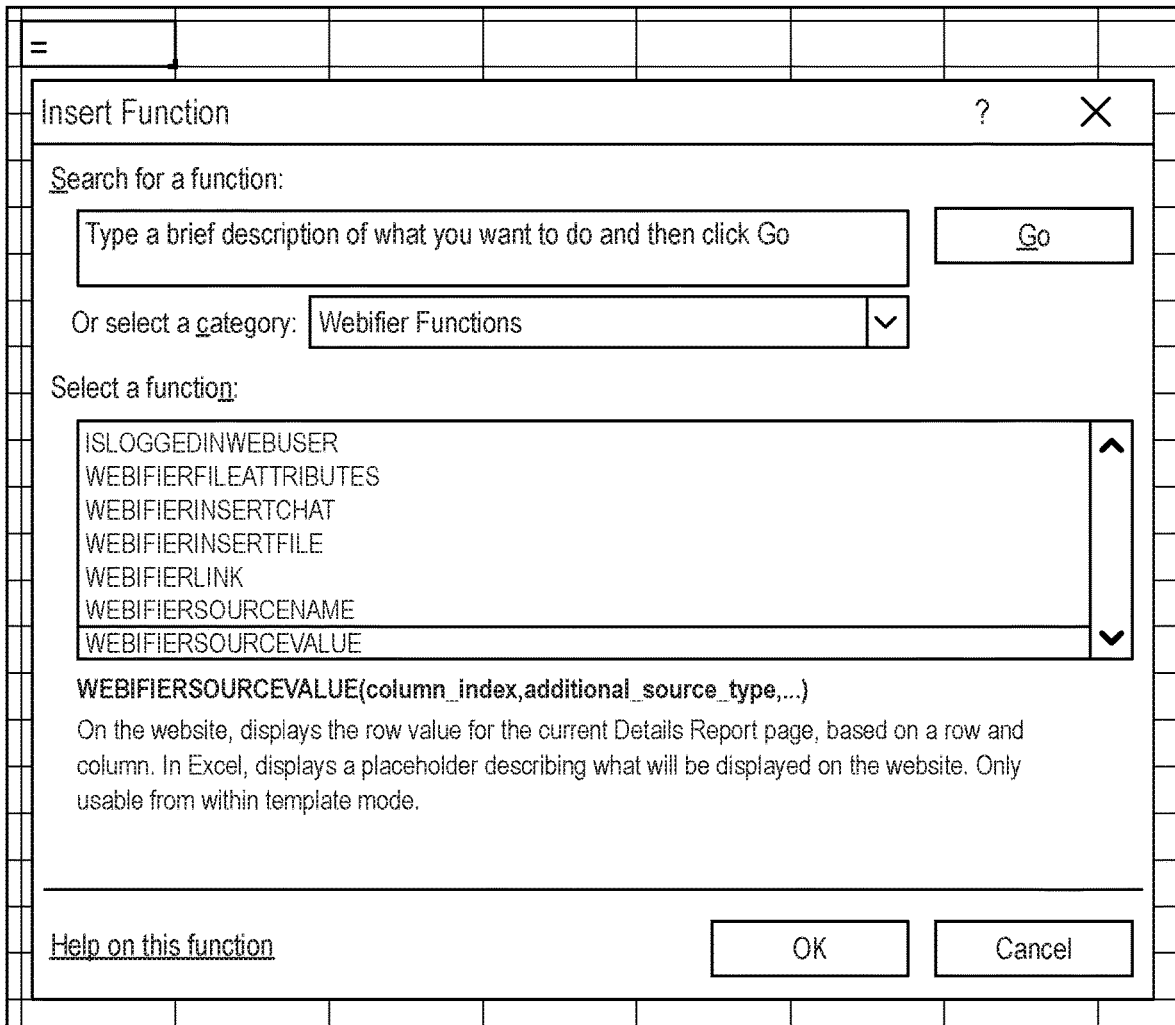 =
Insert Function ? X
Search for a function:
Type a brief description of what you want to do and then click Go
Go
Or select a category: Webifier Functions
Select a function:
ISLOGGEDINWEBUSER
WEBIFIERFILEATTRIBUTES
WEBIFIERINSERTCHAT
WEBIFIERINSERTFILE
WEBIFIERLINK
WEBIFIERSOURCENAME
WEBIFIERSOURCEVALUE
WEBIFIERSOURCEVALUE(column_index,additional_source_type,...)
On the website, displays the row value for the current Details Report page, based on a row and
column. In Excel, displays a placeholder describing what will be displayed on the website. Only
usable from within template mode.
Help on this function
OK
Cancel